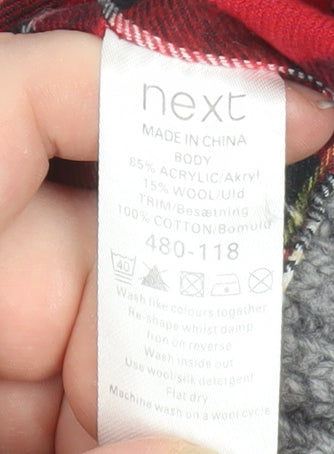 next
MADE IN CHINA
BODY
85% ACRYLIC/Akryl
15% WOOL/Uld
TRIM/Besætning
100% COTTON/Bomuld
480-118
40
Wash like colours together
Re-shape whilst damp
Iron on reverse
Wash inside out
Use wool silk detergent
Flat dry
Machine wash on a wool cycle